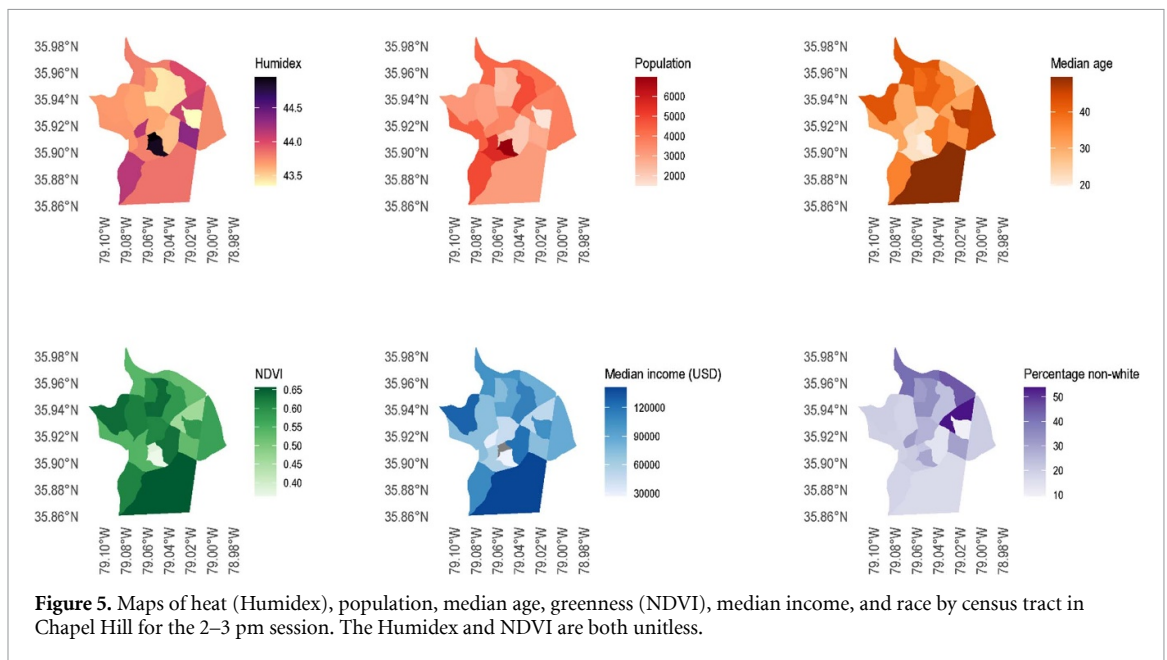 Humidex
35.98°N
35.96°N
35.94°N
35.92°N
35.90°N
35.88°N
35.86°N
44.5
44.0
43.5
79.10°W
79.08°W
79.06°W
79.04°W
79.02°W
79.00°W
78.98°W
Population
35.98°N
35.96°N
35.94°N
35.92°N
35.90°N
35.88°N
35.86°N
6000
5000
4000
3000
2000
79.10°W
79.08°W
79.06°W
79.04°W
79.02°W
79.00°W
78.98°W
Median age
35.98°N
35.96°N
35.94°N
35.92°N
35.90°N
35.88°N
35.86°N
40
30
20
79.10°W
79.08°W
79.06°W
79.04°W
79.02°W
79.00°W
78.98°W
NDVI
35.98°N
35.96°N
35.94°N
35.92°N
35.90°N
35.88°N
35.86°N
0.65
0.60
0.55
0.50
0.45
0.40
79.10°W
79.08°W
79.06°W
79.04°W
79.02°W
79.00°W
78.98°W
Median income (USD)
35.98°N
35.96°N
35.94°N
35.92°N
35.90°N
35.88°N
35.86°N
120000
90000
60000
30000
79.10°W
79.08°W
79.06°W
79.04°W
79.02°W
79.00°W
78.98°W
Percentage non-white
35.98°N
35.96°N
35.94°N
35.92°N
35.90°N
35.88°N
35.86°N
50
40
30
20
10
79.10°W
79.08°W
79.06°W
79.04°W
79.02°W
79.00°W
78.98°W
Figure 5. Maps of heat (Humidex), population, median age, greenness (NDVI), median income, and race by census tract in
Chapel Hill for the 2–3 pm session. The Humidex and NDVI are both unitless.